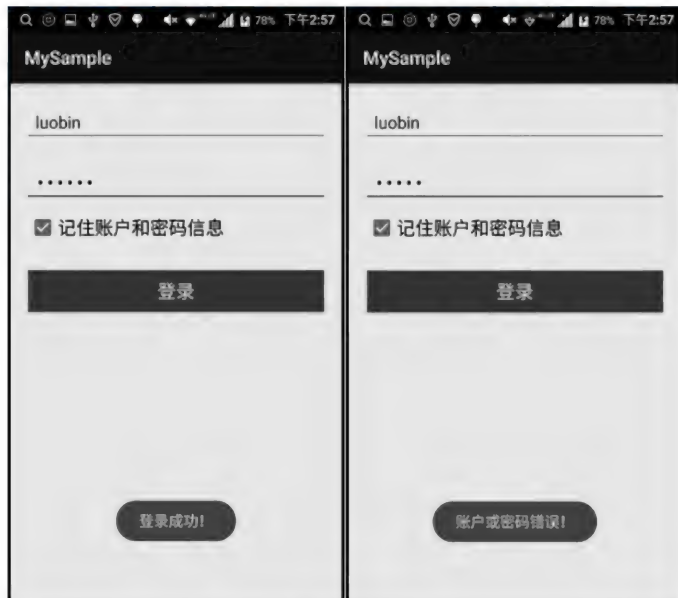 78% 下午2:57
MySample
luobin
••••••
记住账户和密码信息
登录
登录成功!
78% 下午2:57
MySample
luobin
•••••
记住账户和密码信息
登录
账户或密码错误!